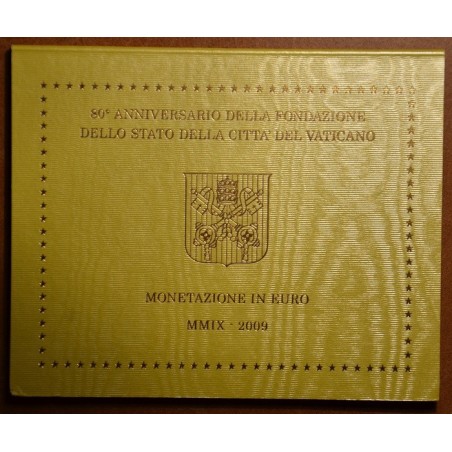 80° ANNIVERSARIO DELLA FONDAZIONE
DELLO STATO DELLA CITTA' DEL VATICANO
MONETAZIONE IN EURO
MMIX - 2009